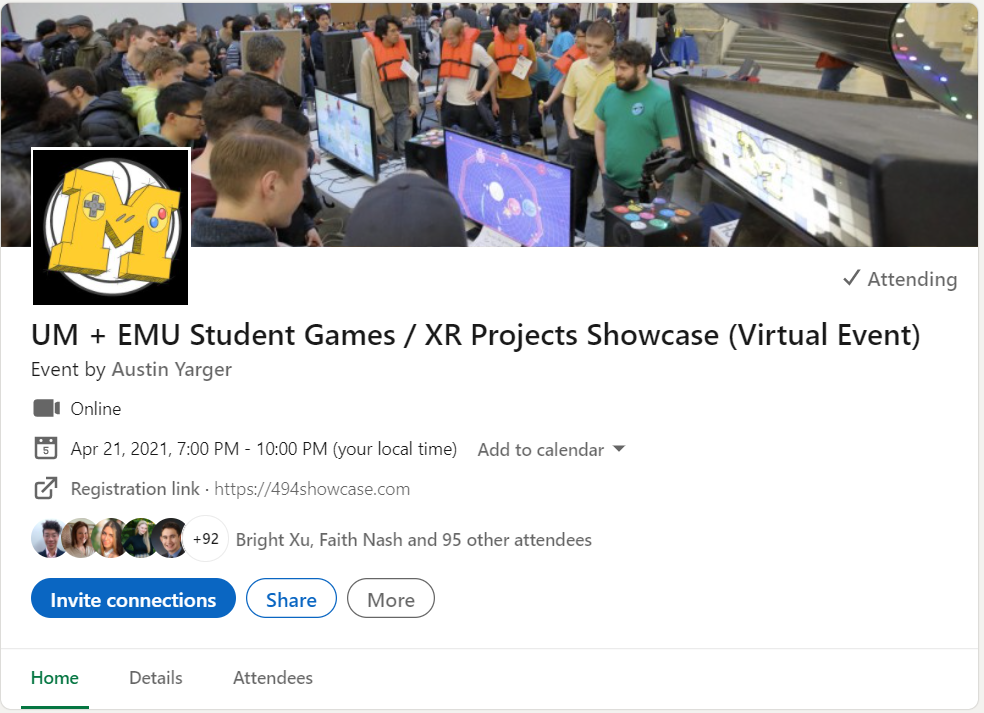 Attending
UM + EMU Student Games / XR Projects Showcase (Virtual Event)
Event by Austin Yarger
Online
5
Apr 21, 2021, 7:00 PM - 10:00 PM (your local time) Add to calendar
Registration link · https://494showcase.com
+92 Bright Xu, Faith Nash and 95 other attendees
Invite connections Share More
Home Details Attendees